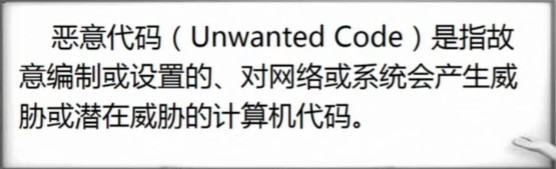 恶意代码（Unwanted Code）是指故
意编制或设置的、对网络或系统会产生威
胁或潜在威胁的计算机代码。